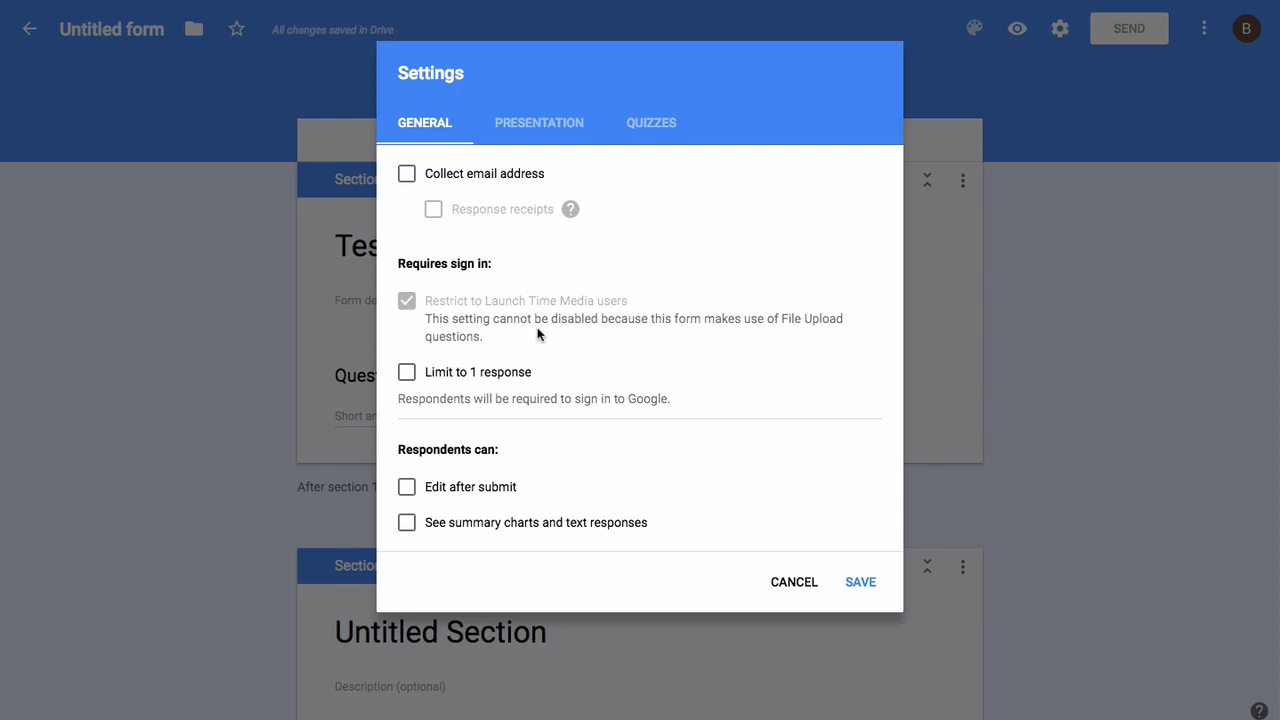 Untitled form
All changes saved in Drive
SEND
B
Settings
GENERAL PRESENTATION QUIZZES
Collect email address
Response receipts ?
Requires sign in:
Restrict to Launch Time Media users
This setting cannot be disabled because this form makes use of File Upload
questions.
Limit to 1 response
Respondents will be required to sign in to Google.
Respondents can:
Edit after submit
See summary charts and text responses
CANCEL SAVE
Sectio
Tes
Form de
Ques
Short an
After section 1
Sectio
Untitled Section
Description (optional)
?